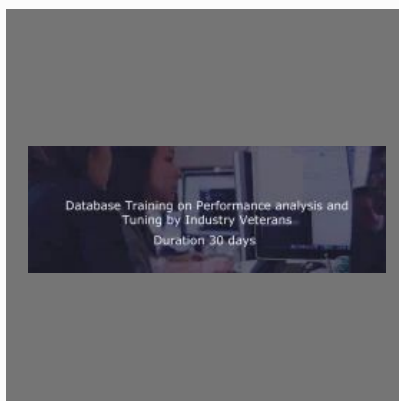 Database Training on Performance analysis and
Tuning by Industry Veterans
Duration 30 days